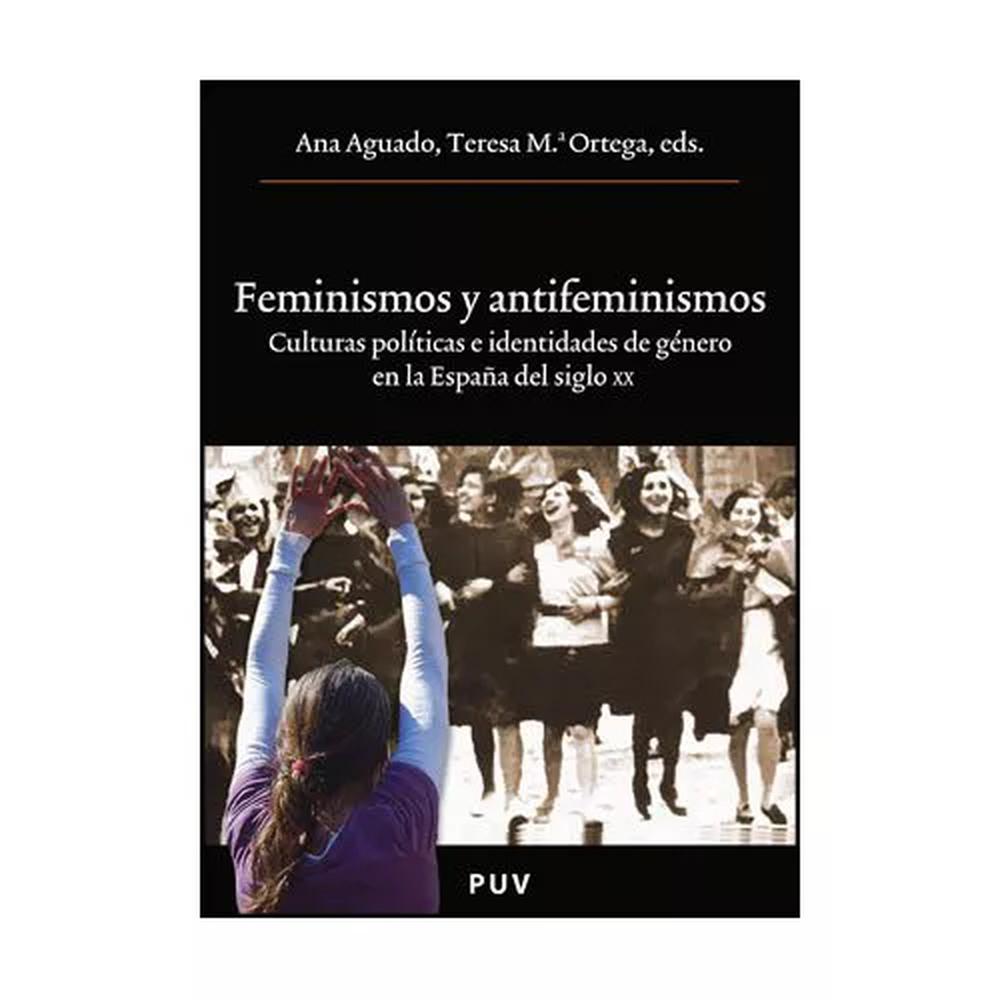 Ana Aguado, Teresa M.ª Ortega, eds.
Feminismos y antifeminismos
Culturas políticas e identidades de género
en la España del siglo XX
PUV